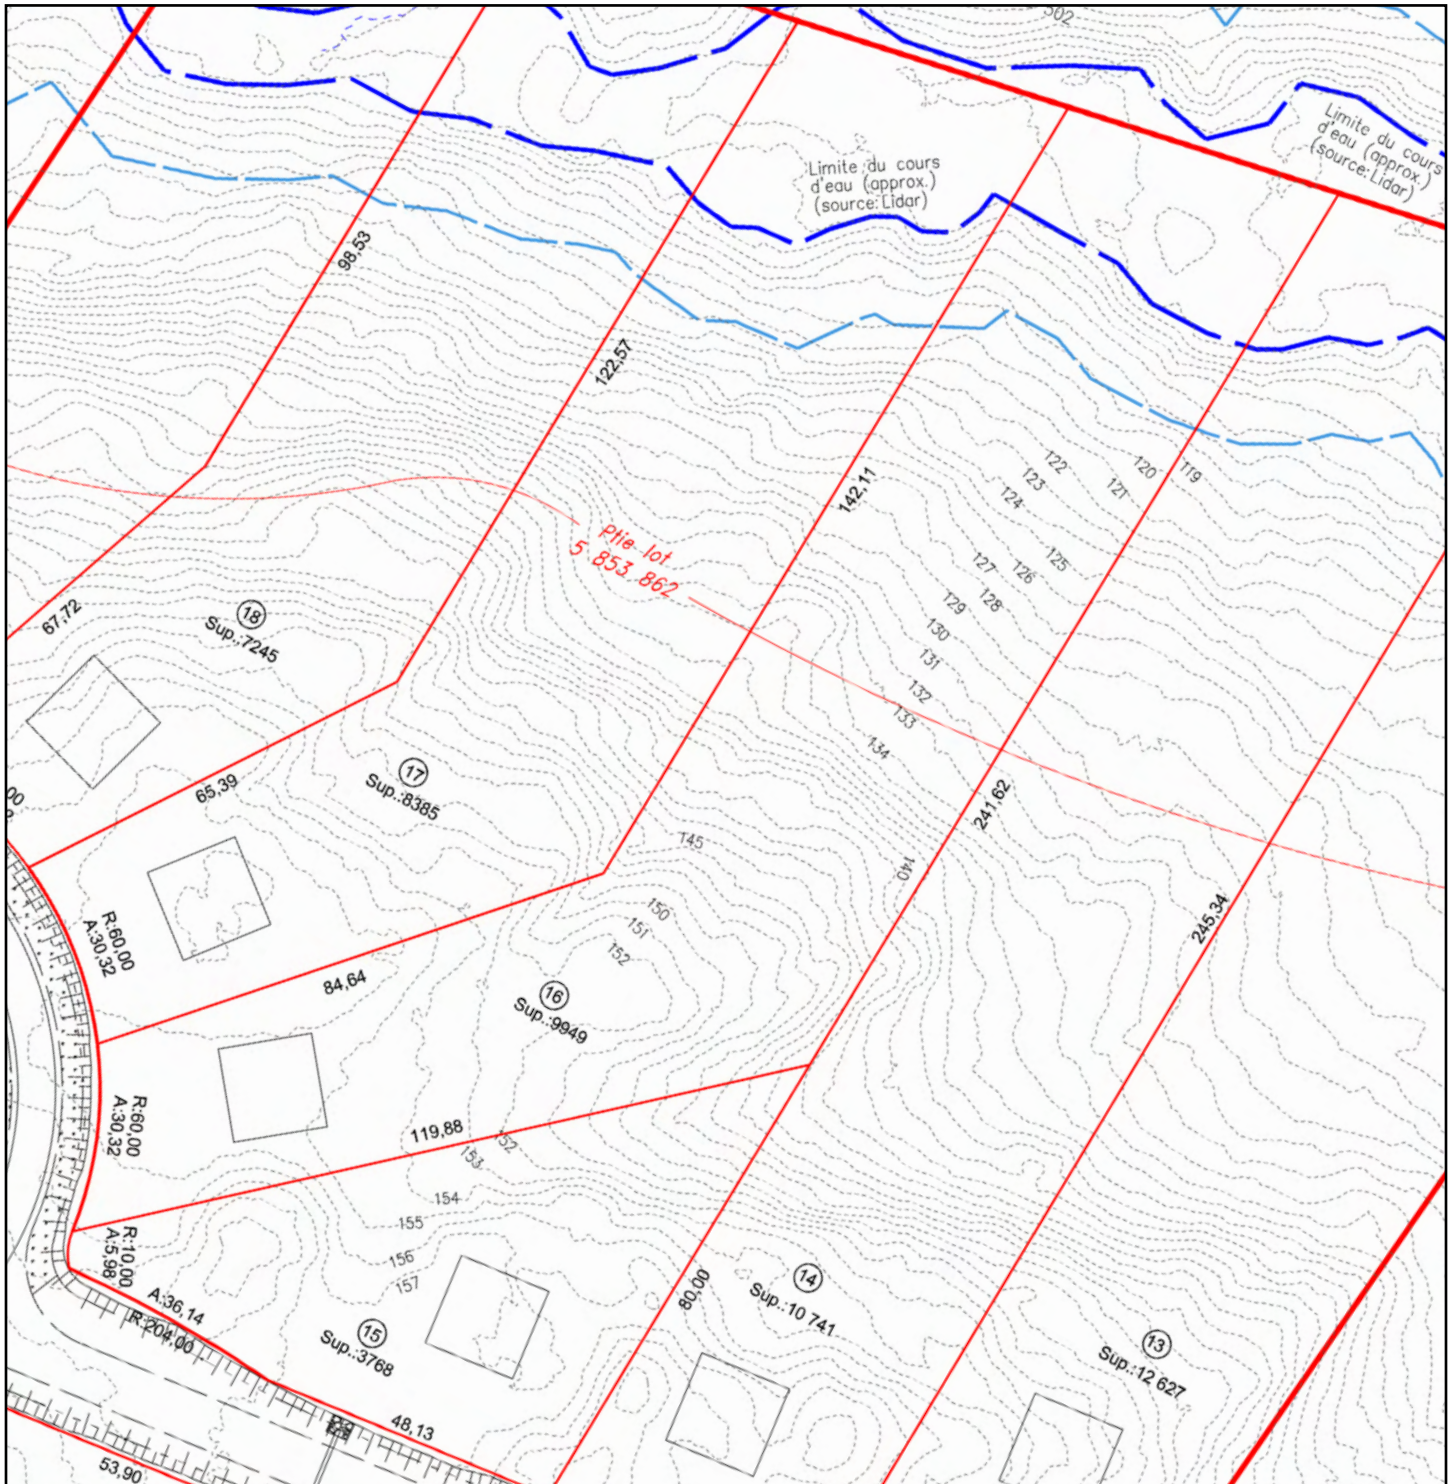 502
Limite du cours
d'eau (approx.)
(source: Lidar)
Limite du cours
d'eau (approx.)
(source: Lidar)
98,53
122,57
142,11
122
123
124
120
121
119
Ptie lot
5 853 862
125
126
127
128
129
130
131
132
133
134
67,72
18
Sup.:7245
65,39
17
Sup.:8385
145
140
241,62
245,34
150
151
152
R:60,00
A:30,32
84,64
16
Sup.:9949
R:60,00
A:30,32
119,88
152
153
154
155
156
157
R:10,00
A:5,98
A:36,14
R:204,00
15
Sup.:3768
80,00
14
Sup.:10 741
13
Sup.:12 627
48,13
53,90